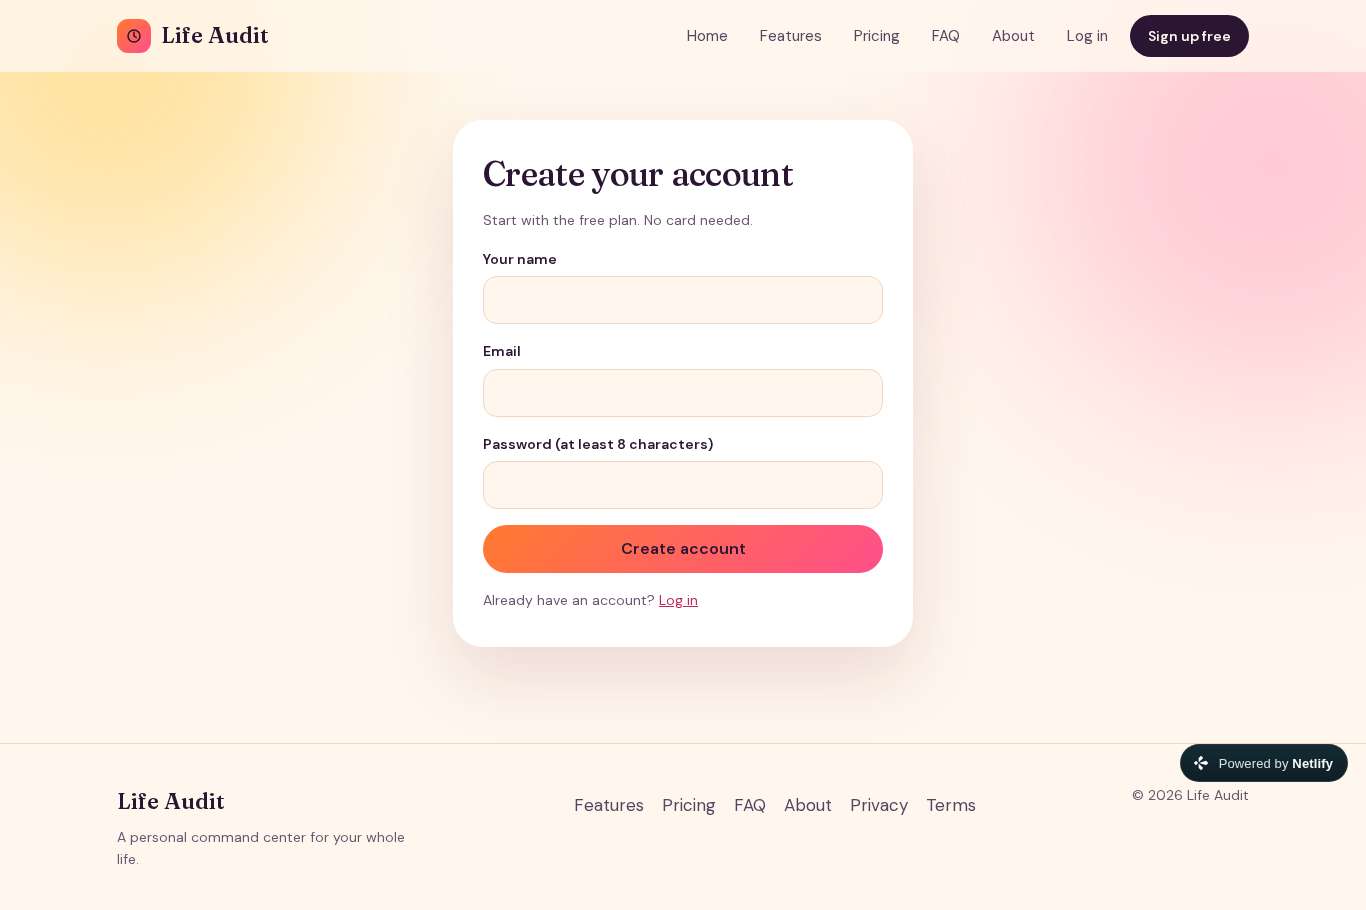 Life Audit
Home Features Pricing FAQ About Log in Sign up free
Create your account
Start with the free plan. No card needed.
Your name
Email
Password (at least 8 characters)
Create account
Already have an account? Log in
Powered by Netlify
Life Audit
Features Pricing FAQ About Privacy Terms
© 2026 Life Audit
A personal command center for your whole
life.